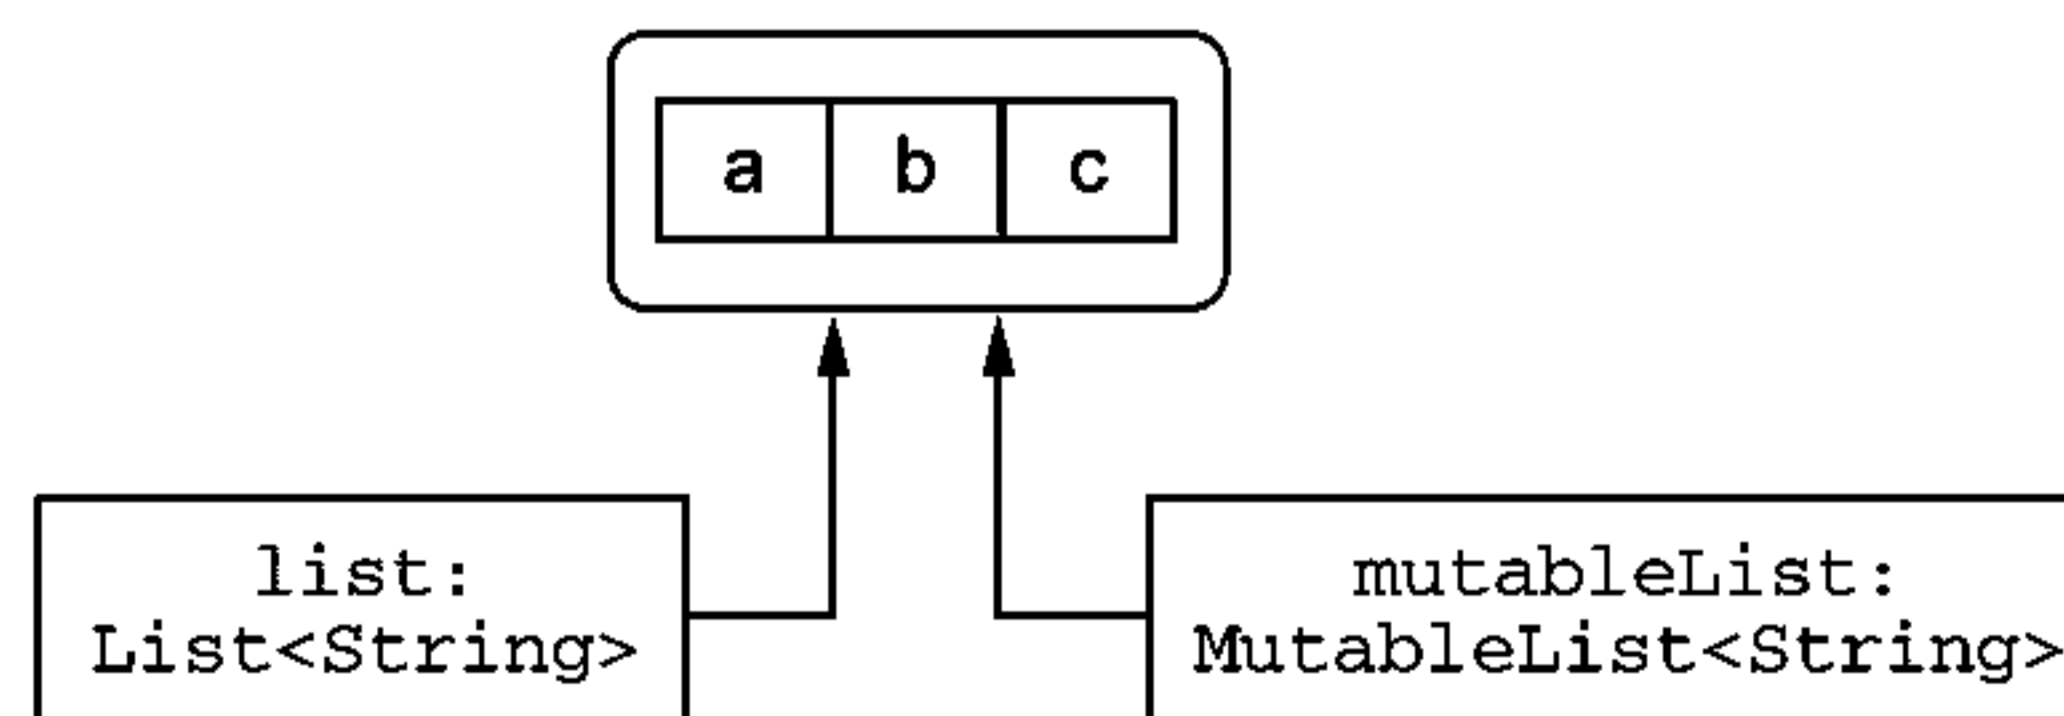 a b c
list:
List<String>
mutableList:
MutableList<String>